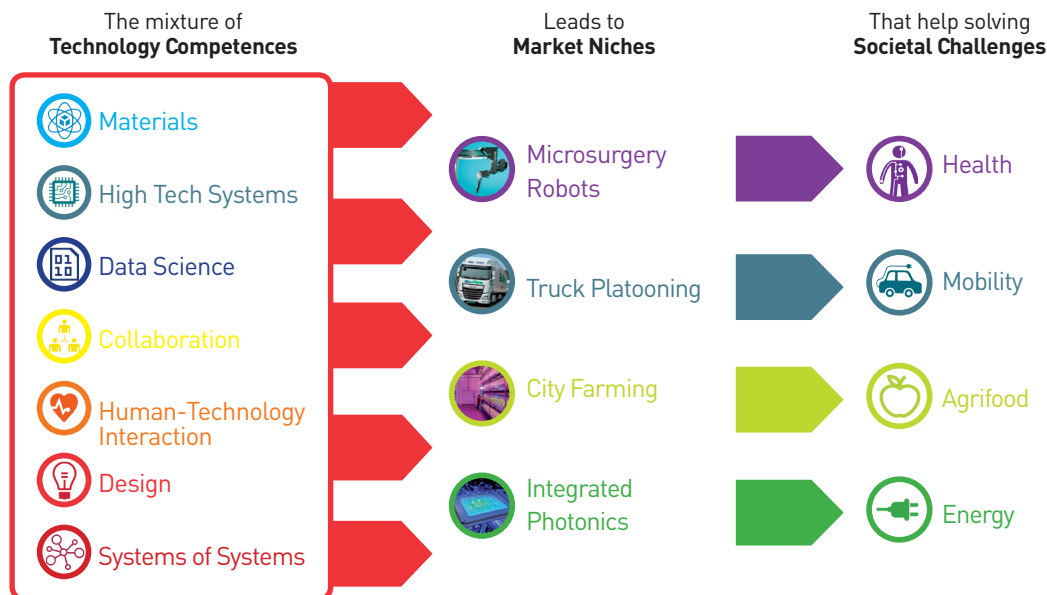 The mixture of
Technology Competences
Leads to
Market Niches
That help solving
Societal Challenges
Materials
High Tech Systems
Data Science
Collaboration
Human-Technology
Interaction
Design
Systems of Systems
Microsurgery
Robots
Truck Platooning
City Farming
Integrated
Photonics
Health
Mobility
Agrifood
Energy